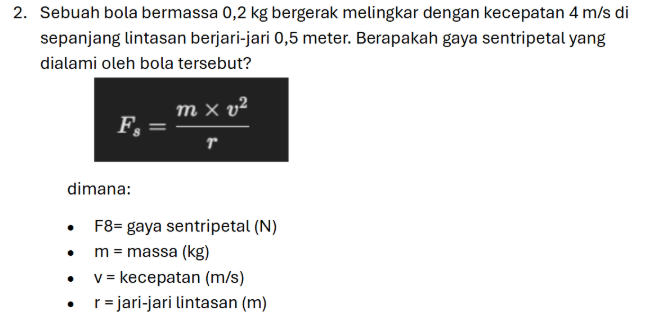 2. Sebuah bola bermassa 0,2 kg bergerak melingkar dengan kecepatan 4 m/s di
sepanjang lintasan berjari-jari 0,5 meter. Berapakah gaya sentripetal yang
dialami oleh bola tersebut?
F_s = \frac{m × v^2}{r}
dimana:
• F8= gaya sentripetal (N)
• m = massa (kg)
• v = kecepatan (m/s)
• r = jari-jari lintasan (m)